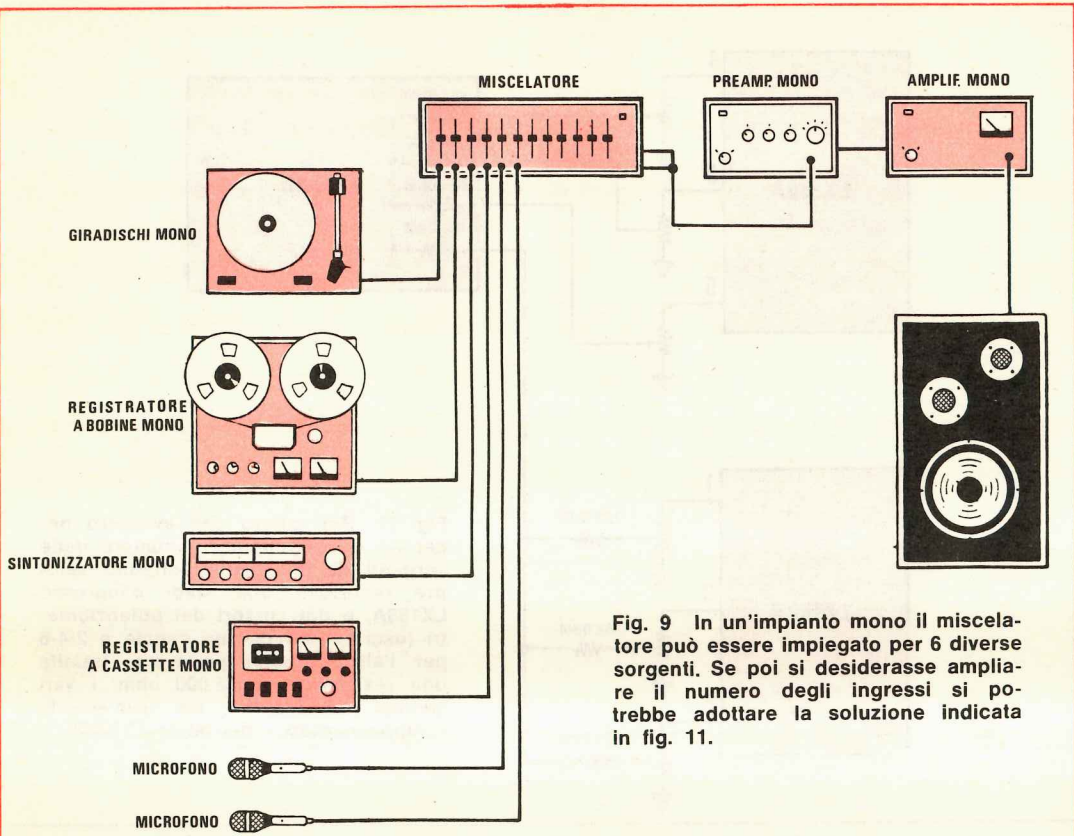 MISCELATORE
PREAMP. MONO
AMPLIF. MONO
GIRADISCHI MONO
REGISTRATORE
A BOBINE MONO
SINTONIZZATORE MONO
REGISTRATORE
A CASSETTE MONO
MICROFONO
MICROFONO
Fig. 9 In un'impianto mono il miscela-
tore può essere impiegato per 6 diverse
sorgenti. Se poi si desiderasse amplia-
re il numero degli ingressi si po-
trebbe adottare la soluzione indicata
in fig. 11.